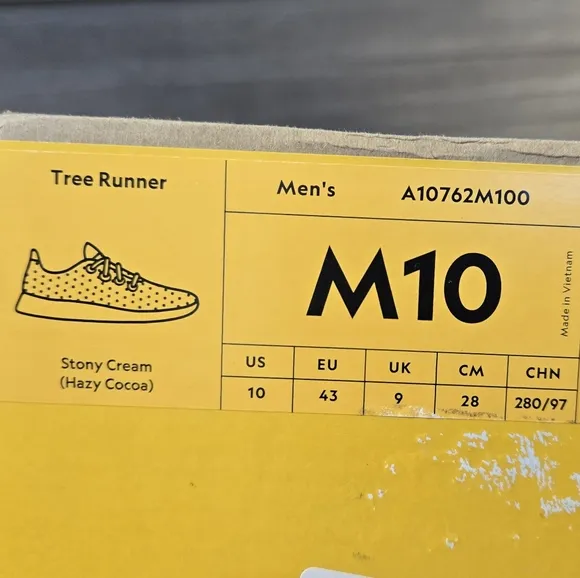 Tree Runner
Stony Cream
(Hazy Cocoa)
Men's A10762M100
M10
Made in Vietnam
US EU UK CM CHN
10 43 9 28 280/97